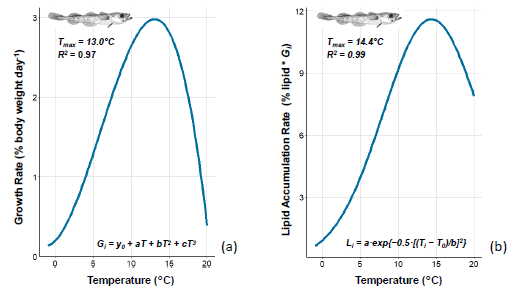 T_max = 13.0°C
R² = 0.97
Growth Rate (% body weight day⁻¹)
3
2
1
0
G_i = y_0 + aT + bT² + cT³
0 5 10 15 20
Temperature (°C)
(a)
T_max = 14.4°C
R² = 0.99
Lipid Accumulation Rate (% lipid * G_i)
12
9
6
3
L_i = a·exp{−0.5·[(T_i − T_0)/b]²}
0 5 10 15 20
Temperature (°C)
(b)